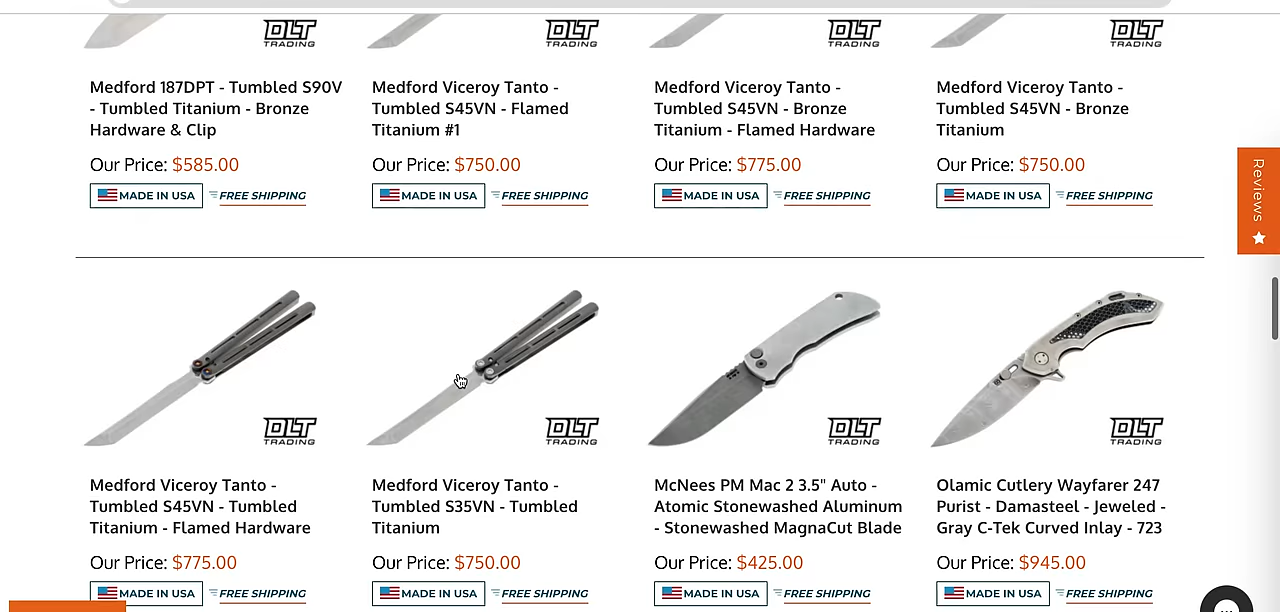 DLT
TRADING
DLT
TRADING
DLT
TRADING
DLT
TRADING
Medford 187DPT - Tumbled S90V
- Tumbled Titanium - Bronze
Hardware & Clip
Our Price: $585.00
MADE IN USA FREE SHIPPING
Medford Viceroy Tanto -
Tumbled S45VN - Flamed
Titanium #1
Our Price: $750.00
MADE IN USA FREE SHIPPING
Medford Viceroy Tanto -
Tumbled S45VN - Bronze
Titanium - Flamed Hardware
Our Price: $775.00
MADE IN USA FREE SHIPPING
Medford Viceroy Tanto -
Tumbled S45VN - Bronze
Titanium
Our Price: $750.00
MADE IN USA FREE SHIPPING
Reviews
DLT
TRADING
DLT
TRADING
DLT
TRADING
DLT
TRADING
Medford Viceroy Tanto -
Tumbled S45VN - Tumbled
Titanium - Flamed Hardware
Our Price: $775.00
MADE IN USA FREE SHIPPING
Medford Viceroy Tanto -
Tumbled S35VN - Tumbled
Titanium
Our Price: $750.00
MADE IN USA FREE SHIPPING
McNees PM Mac 2 3.5" Auto -
Atomic Stonewashed Aluminum
- Stonewashed MagnaCut Blade
Our Price: $425.00
MADE IN USA FREE SHIPPING
Olamic Cutlery Wayfarer 247
Purist - Damasteel - Jeweled -
Gray C-Tek Curved Inlay - 723
Our Price: $945.00
MADE IN USA FREE SHIPPING